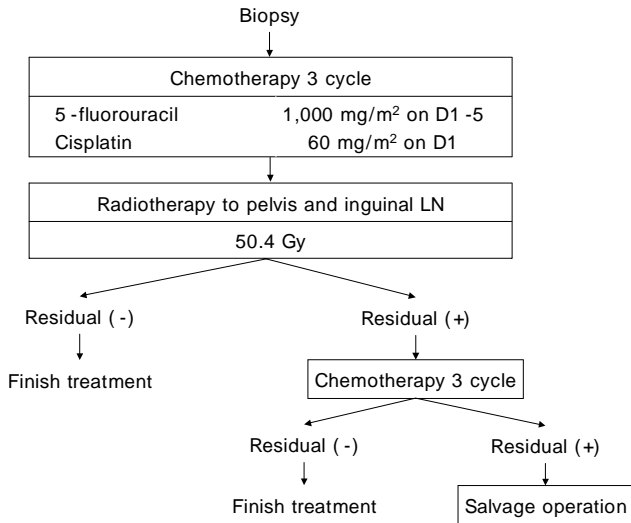 Biopsy
Chemotherapy 3 cycle
5-fluorouracil 1,000 mg/m² on D1-5
Cisplatin 60 mg/m² on D1
Radiotherapy to pelvis and inguinal LN
50.4 Gy
Residual (-) Residual (+)
Finish treatment Chemotherapy 3 cycle
Residual (-) Residual (+)
Finish treatment Salvage operation